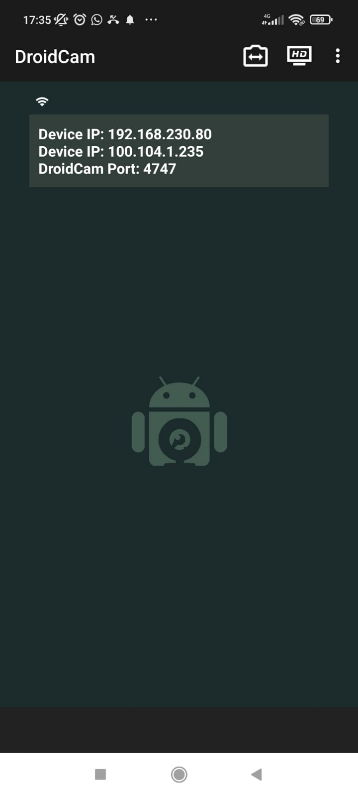 17:35 4G 69
DroidCam HD
Device IP: 192.168.230.80
Device IP: 100.104.1.235
DroidCam Port: 4747